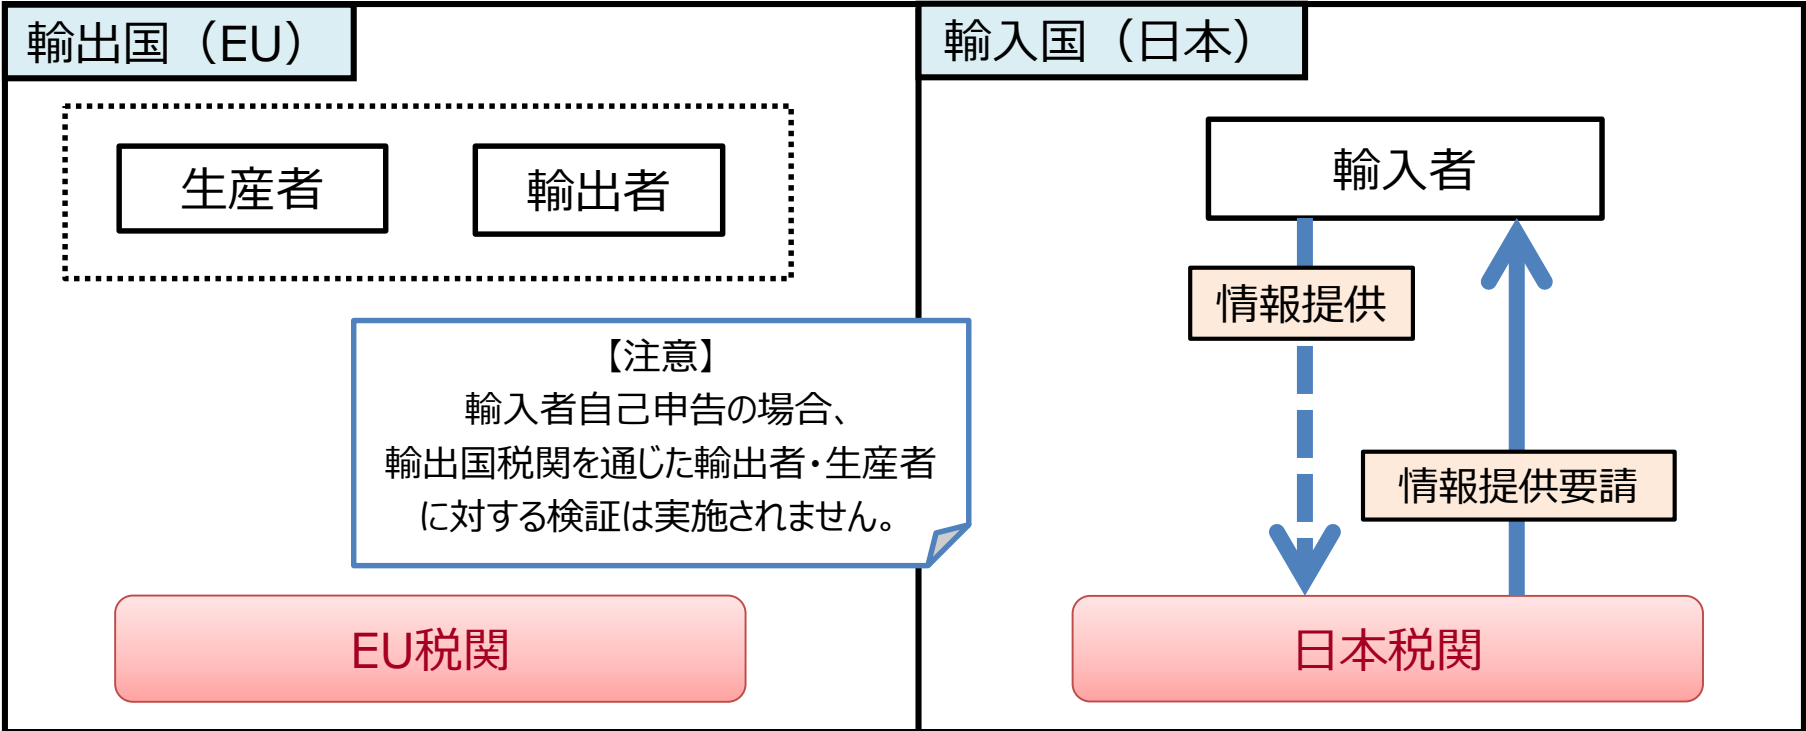 輸出国（EU）
輸入国（日本）
生産者
輸出者
輸入者
情報提供
【注意】
輸入者自己申告の場合、
輸出国税関を通じた輸出者・生産者
に対する検証は実施されません。
情報提供要請
EU税関
日本税関